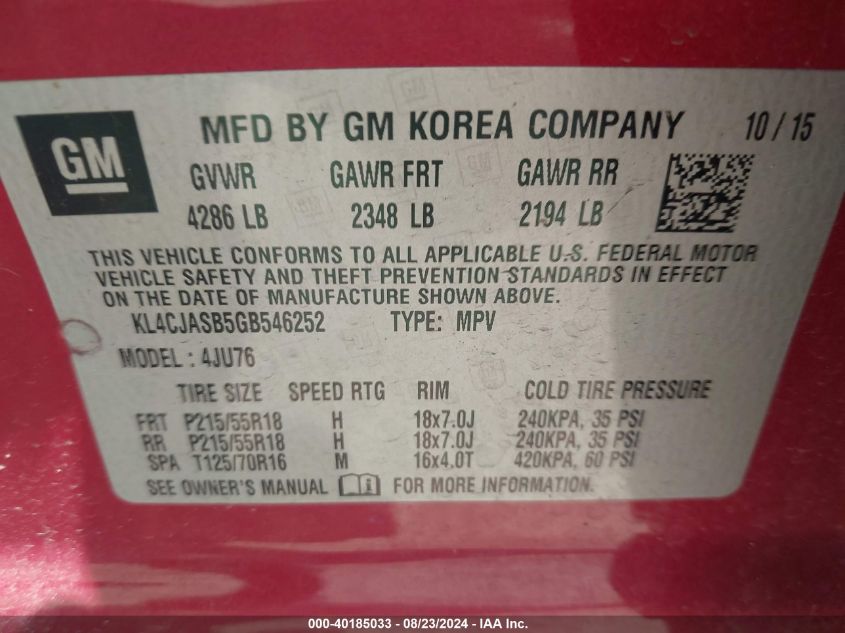 GM
MFD BY GM KOREA COMPANY 10/15
GVWR GAWR FRT GAWR RR
4286 LB 2348 LB 2194 LB
THIS VEHICLE CONFORMS TO ALL APPLICABLE U.S. FEDERAL MOTOR
VEHICLE SAFETY AND THEFT PREVENTION STANDARDS IN EFFECT
ON THE DATE OF MANUFACTURE SHOWN ABOVE.
KL4CJASB5GB546252 TYPE: MPV
MODEL: 4JU76
TIRE SIZE SPEED RTG RIM COLD TIRE PRESSURE
FRT P215/55R18 H 18x7.0J 240KPA, 35 PSI
RR P215/55R18 H 18x7.0J 240KPA, 35 PSI
SPA T125/70R16 M 16x4.0T 420KPA, 60 PSI
SEE OWNER'S MANUAL i FOR MORE INFORMATION.
000-40185033 - 08/23/2024 - IAA Inc.